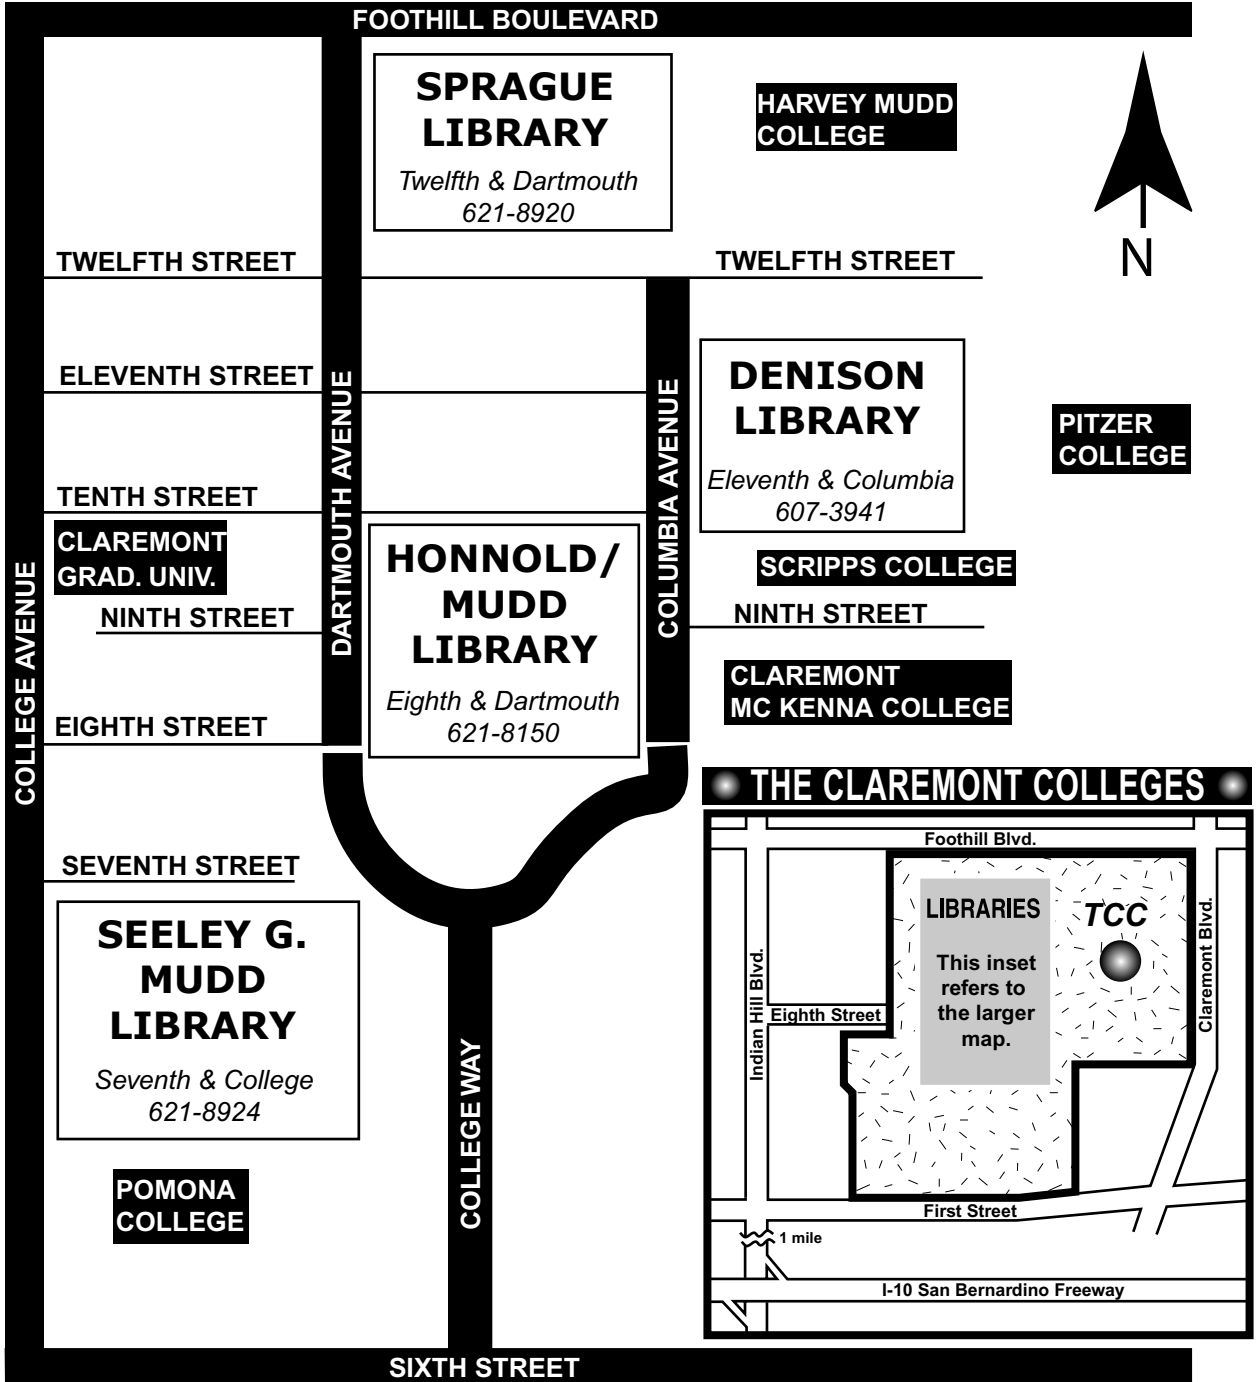 FOOTHILL BOULEVARD
SPRAGUE
LIBRARY
Twelfth & Dartmouth
621-8920
HARVEY MUDD
COLLEGE
N
TWELFTH STREET
TWELFTH STREET
ELEVENTH STREET
DARTMOUTH AVENUE
COLUMBIA AVENUE
DENISON
LIBRARY
Eleventh & Columbia
607-3941
PITZER
COLLEGE
TENTH STREET
CLAREMONT
GRAD. UNIV.
HONNOLD/
MUDD
LIBRARY
Eighth & Dartmouth
621-8150
SCRIPPS COLLEGE
COLLEGE AVENUE
NINTH STREET
NINTH STREET
CLAREMONT
MC KENNA COLLEGE
EIGHTH STREET
SEVENTH STREET
SEELEY G.
MUDD
LIBRARY
Seventh & College
621-8924
COLLEGE WAY
POMONA
COLLEGE
SIXTH STREET
THE CLAREMONT COLLEGES
Foothill Blvd.
LIBRARIES
This inset
refers to
the larger
map.
TCC
Claremont Blvd.
Indian Hill Blvd.
Eighth Street
First Street
1 mile
I-10 San Bernardino Freeway